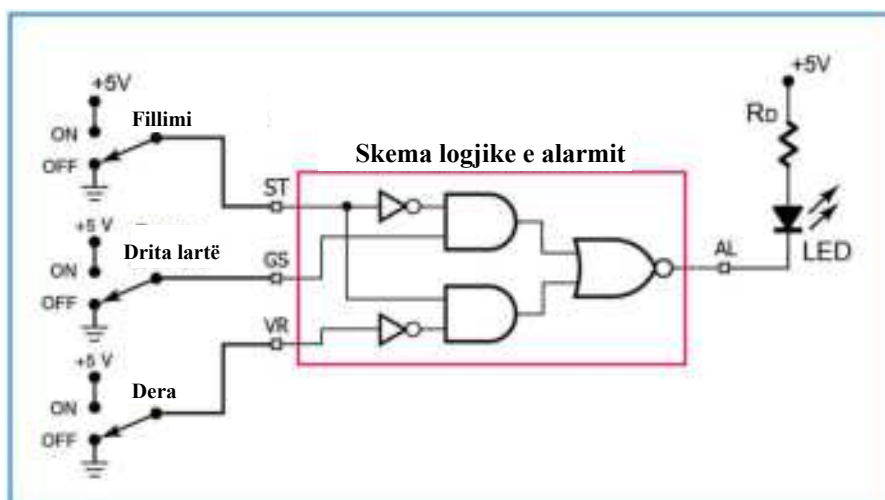 +5V
Fillimi
ON
OFF
+5 V
Drita lartë
ON
OFF
+5 V
Dera
ON
OFF
Skema logjike e alarmit
ST
GS
VR
AL
+5V
RD
LED